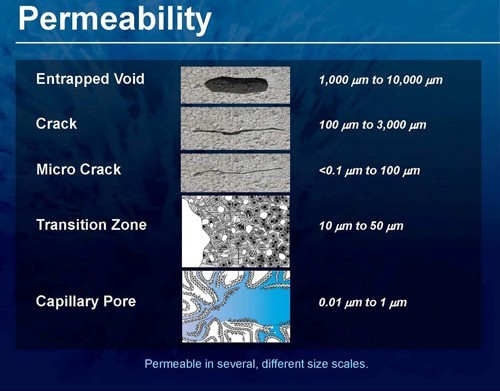 Permeability
Entrapped Void 1,000 μm to 10,000 μm
Crack 100 μm to 3,000 μm
Micro Crack <0.1 μm to 100 μm
Transition Zone 10 μm to 50 μm
Capillary Pore 0.01 μm to 1 μm
Permeable in several, different size scales.